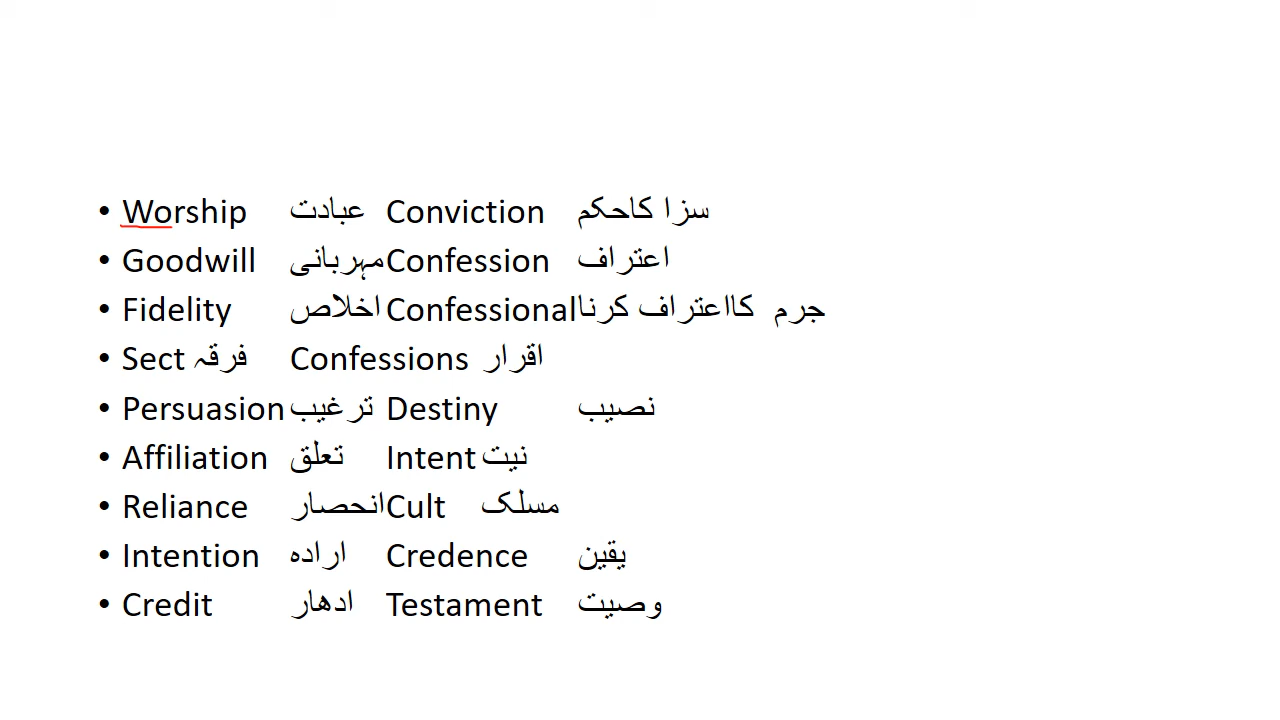 • Worship عبادت Conviction سزا کاحکم
• Goodwill مہربانی Confession اعتراف
• Fidelity اخلاص Confessional جرم کااعتراف کرنا
• Sect فرقہ Confessions اقرار
• Persuasion ترغیب Destiny نصیب
• Affiliation تعلق Intent نیت
• Reliance انحصار Cult مسلک
• Intention ارادہ Credence یقین
• Credit ادھار Testament وصیت